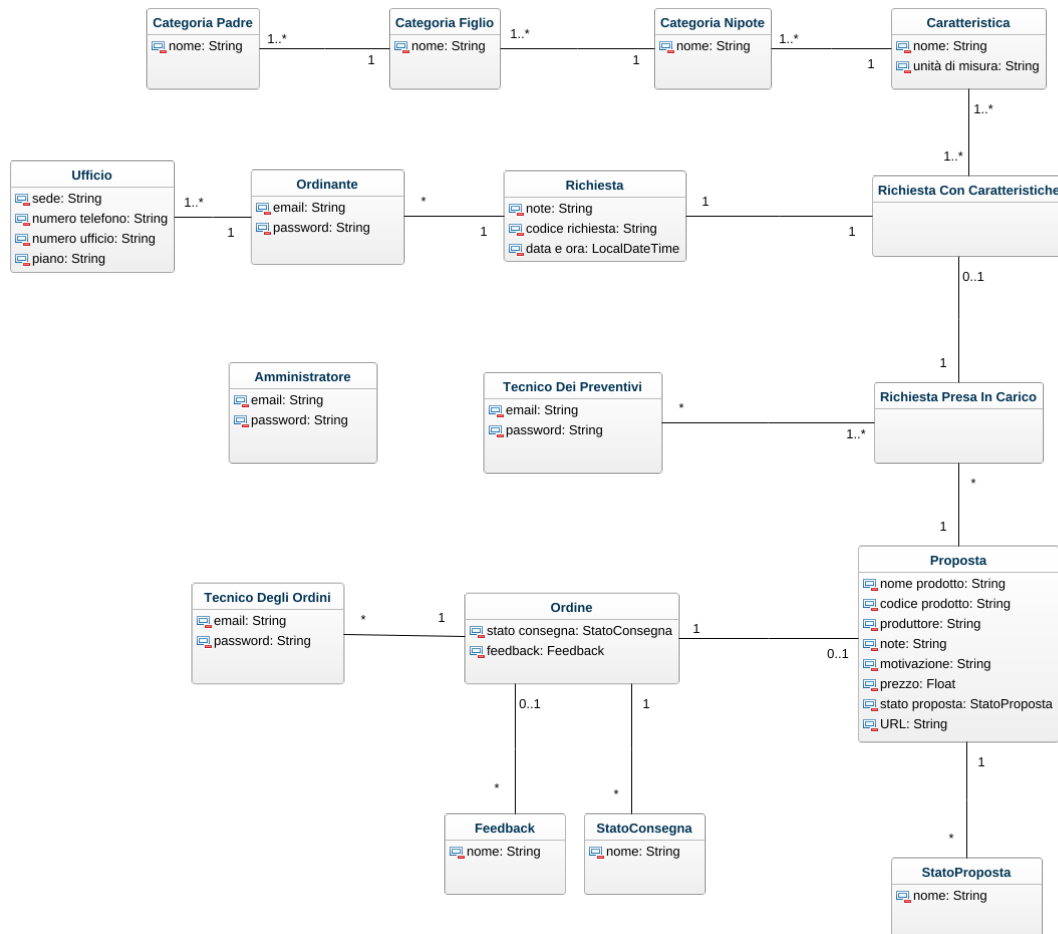 Categoria Padre
nome: String
1..*
1
Categoria Figlio
nome: String
1..*
1
Categoria Nipote
nome: String
1..*
1
Caratteristica
nome: String
unità di misura: String
1..*
1..*
Ufficio
sede: String
numero telefono: String
numero ufficio: String
piano: String
1..*
1
Ordinante
email: String
password: String
*
1
Richiesta
note: String
codice richiesta: String
data e ora: LocalDateTime
1
1
Richiesta Con Caratteristiche
0..1
1
Amministratore
email: String
password: String
Tecnico Dei Preventivi
email: String
password: String
*
1..*
Richiesta Presa In Carico
*
1
Tecnico Degli Ordini
email: String
password: String
*
1
Ordine
stato consegna: StatoConsegna
feedback: Feedback
1
0..1
Proposta
nome prodotto: String
codice prodotto: String
produttore: String
note: String
motivazione: String
prezzo: Float
stato proposta: StatoProposta
URL: String
0..1
*
1
*
1
*
Feedback
nome: String
StatoConsegna
nome: String
StatoProposta
nome: String